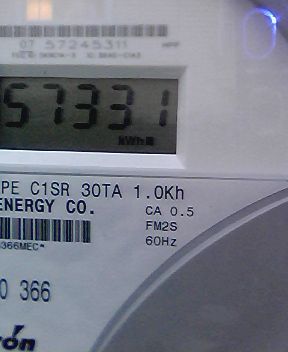 07 57245311
57331
kWh
PE C1SR 30TA 1.0Kh
ENERGY CO.
CA 0.5
FM2S
60Hz
366MEC*
0 366
rón